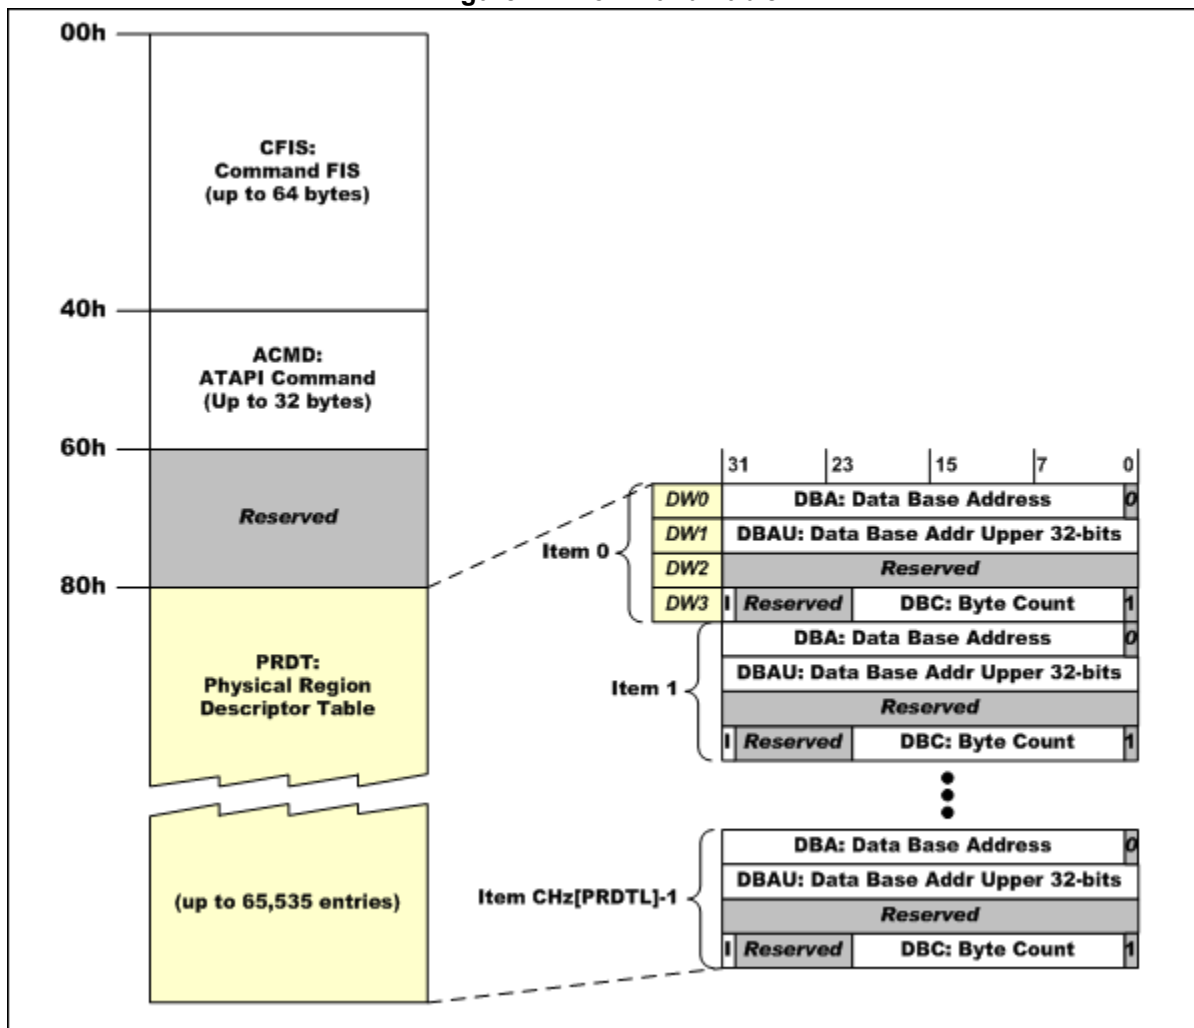 00h
CFIS:
Command FIS
(up to 64 bytes)
40h
ACMD:
ATAPI Command
(Up to 32 bytes)
60h
Reserved
80h
PRDT:
Physical Region
Descriptor Table
(up to 65,535 entries)
31 23 15 7 0
Item 0
DW0 DBA: Data Base Address 0
DW1 DBAU: Data Base Addr Upper 32-bits
DW2 Reserved
DW3 I Reserved DBC: Byte Count 1
Item 1
DBA: Data Base Address 0
DBAU: Data Base Addr Upper 32-bits
Reserved
I Reserved DBC: Byte Count 1
Item CHz[PRDTL]-1
DBA: Data Base Address 0
DBAU: Data Base Addr Upper 32-bits
Reserved
I Reserved DBC: Byte Count 1